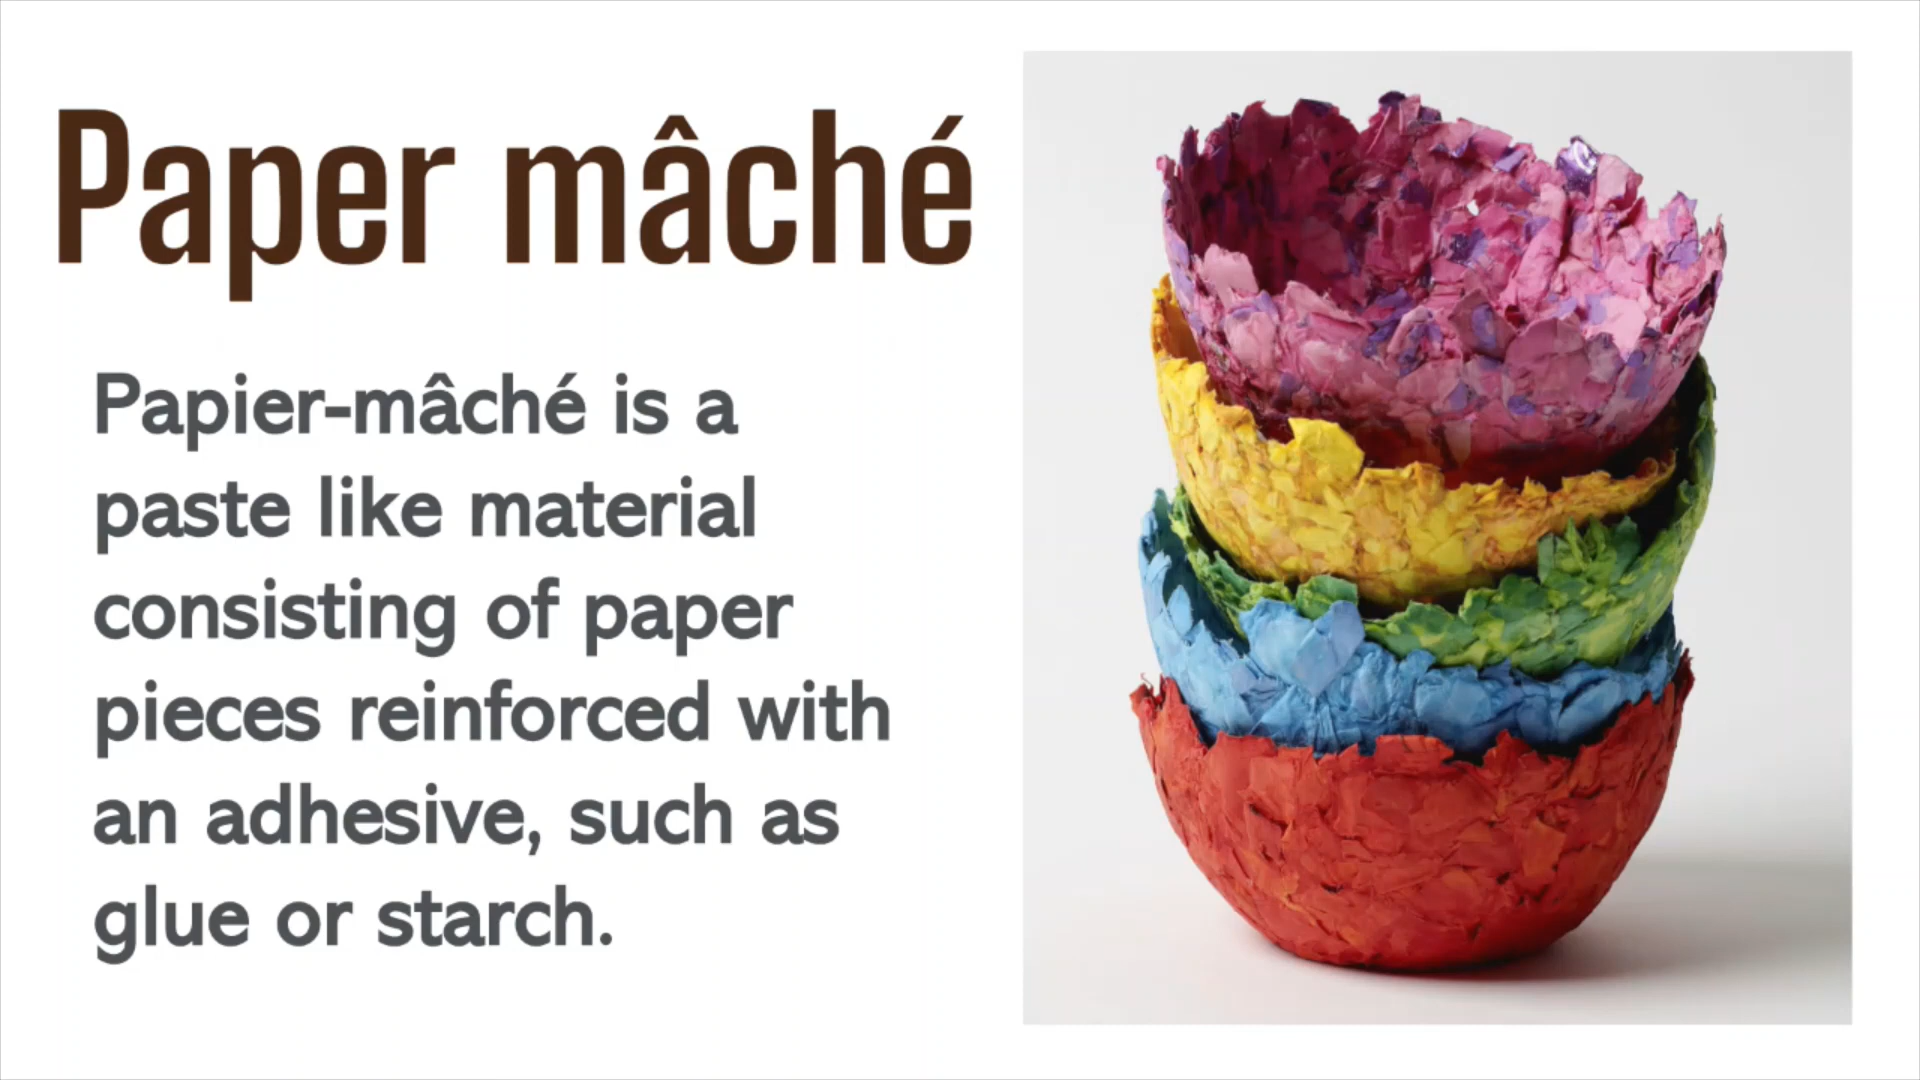 Paper mâché
Papier-mâché is a
paste like material
consisting of paper
pieces reinforced with
an adhesive, such as
glue or starch.